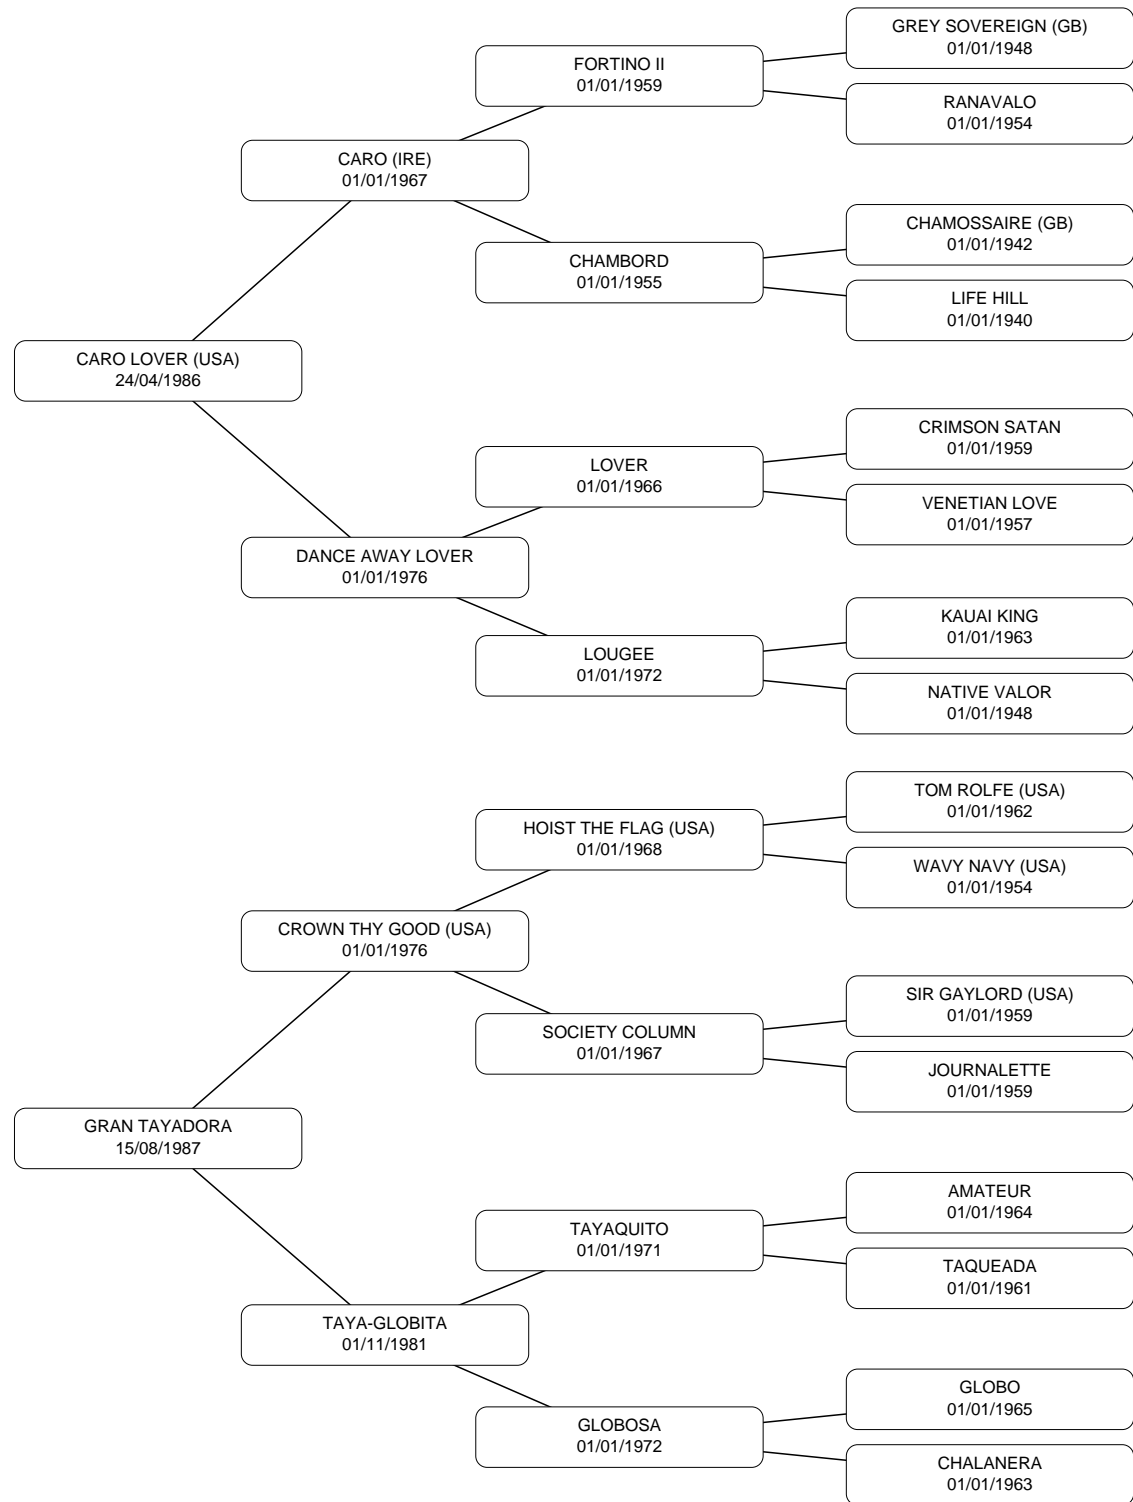 GREY SOVEREIGN (GB)
01/01/1948
FORTINO II
01/01/1959
RANAVALO
01/01/1954
CARO (IRE)
01/01/1967
CHAMOSSAIRE (GB)
01/01/1942
CHAMBORD
01/01/1955
LIFE HILL
01/01/1940
CARO LOVER (USA)
24/04/1986
CRIMSON SATAN
01/01/1959
LOVER
01/01/1966
VENETIAN LOVE
01/01/1957
DANCE AWAY LOVER
01/01/1976
KAUAI KING
01/01/1963
LOUGEE
01/01/1972
NATIVE VALOR
01/01/1948
TOM ROLFE (USA)
01/01/1962
HOIST THE FLAG (USA)
01/01/1968
WAVY NAVY (USA)
01/01/1954
CROWN THY GOOD (USA)
01/01/1976
SIR GAYLORD (USA)
01/01/1959
SOCIETY COLUMN
01/01/1967
JOURNALETTE
01/01/1959
GRAN TAYADORA
15/08/1987
AMATEUR
01/01/1964
TAYAQUITO
01/01/1971
TAQUEADA
01/01/1961
TAYA-GLOBITA
01/11/1981
GLOBO
01/01/1965
GLOBOSA
01/01/1972
CHALANERA
01/01/1963